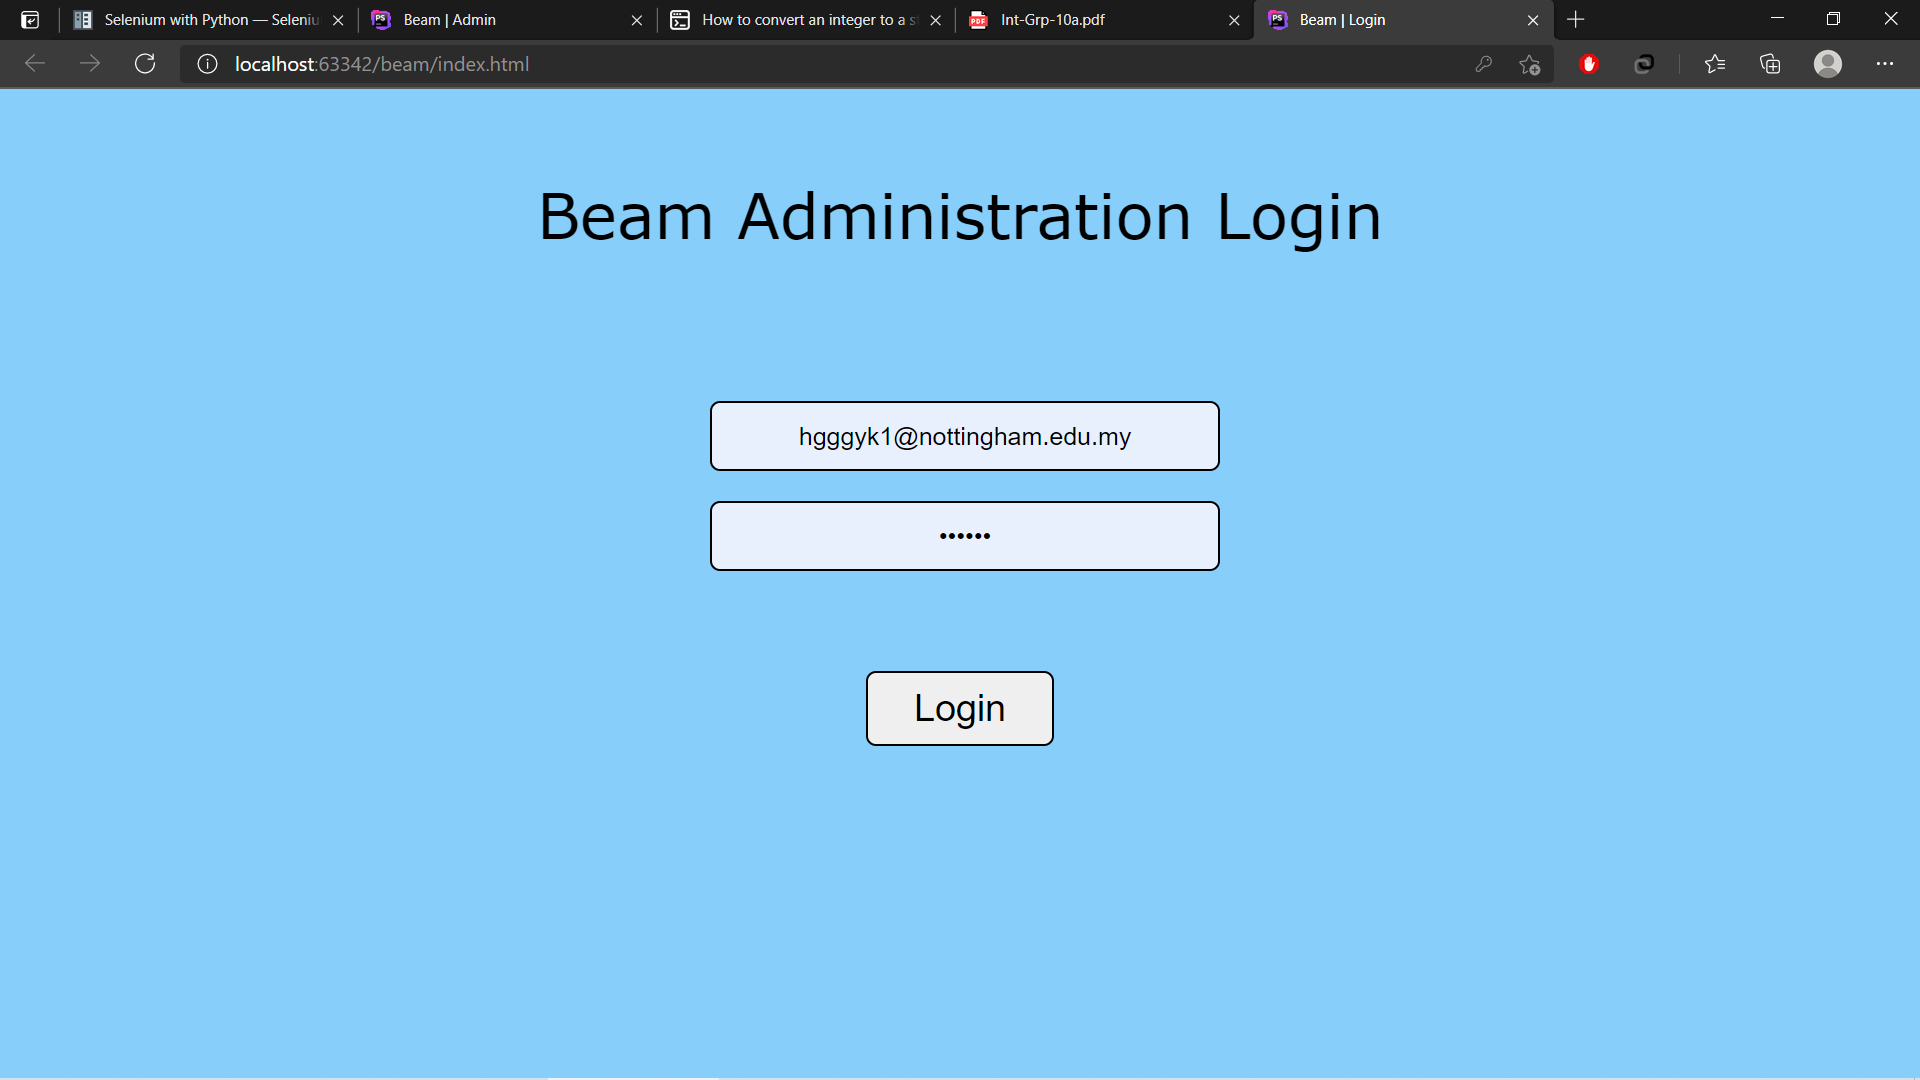 Selenium with Python — Seleniu
Beam | Admin
How to convert an integer to a s
Int-Grp-10a.pdf
Beam | Login
localhost:63342/beam/index.html
Beam Administration Login
hgggyk1@nottingham.edu.my
••••••
Login